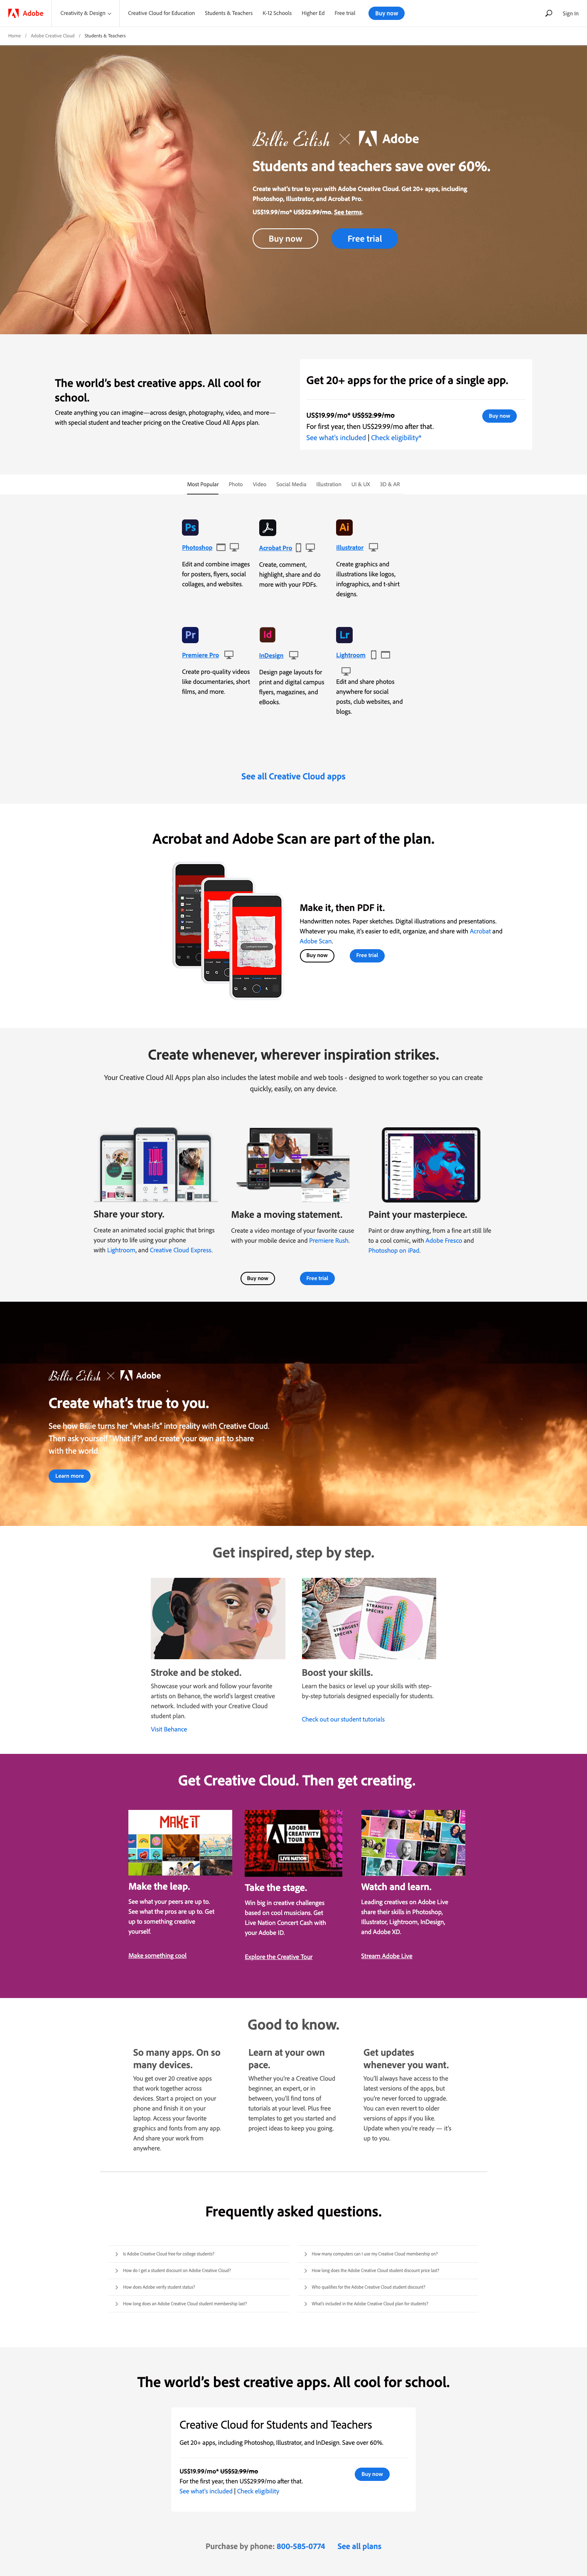 Adobe
Creativity & Design
Creative Cloud for Education
Students & Teachers
K-12 Schools
Higher Ed
Free trial
Buy now
Sign In
Home / Adobe Creative Cloud / Students & Teachers
Billie Eilish × Adobe
Students and teachers save over 60%.
Create what's true to you with Adobe Creative Cloud. Get 20+ apps, including
Photoshop, Illustrator, and Acrobat Pro.
US$19.99/mo* US$52.99/mo. See terms.
Buy now
Free trial
The world's best creative apps. All cool for
school.
Create anything you can imagine—across design, photography, video, and more—
with special student and teacher pricing on the Creative Cloud All Apps plan.
Get 20+ apps for the price of a single app.
US$19.99/mo* US$52.99/mo
For first year, then US$29.99/mo after that.
See what's included | Check eligibility*
Buy now
Most Popular
Photo
Video
Social Media
Illustration
UI & UX
3D & AR
Ps
Photoshop
Edit and combine images
for posters, flyers, social
collages, and websites.
Acrobat Pro
Create, comment,
highlight, share and do
more with your PDFs.
Ai
Illustrator
Create graphics and
illustrations like logos,
infographics, and t-shirt
designs.
Pr
Premiere Pro
Create pro-quality videos
like documentaries, short
films, and more.
Id
InDesign
Design page layouts for
print and digital campus
flyers, magazines, and
eBooks.
Lr
Lightroom
Edit and share photos
anywhere for social
posts, club websites, and
blogs.
See all Creative Cloud apps
Acrobat and Adobe Scan are part of the plan.
Make it, then PDF it.
Handwritten notes. Paper sketches. Digital illustrations and presentations.
Whatever you make, it's easier to edit, organize, and share with Acrobat and
Adobe Scan.
Buy now
Free trial
Create whenever, wherever inspiration strikes.
Your Creative Cloud All Apps plan also includes the latest mobile and web tools - designed to work together so you can create
quickly, easily, on any device.
Share your story.
Create an animated social graphic that brings
your story to life using your phone
with Lightroom, and Creative Cloud Express.
Make a moving statement.
Create a video montage of your favorite cause
with your mobile device and Premiere Rush.
Paint your masterpiece.
Paint or draw anything, from a fine art still life
to a cool comic, with Adobe Fresco and
Photoshop on iPad.
Buy now
Free trial
Billie Eilish × Adobe
Create what's true to you.
See how Billie turns her "what-ifs" into reality with Creative Cloud.
Then ask yourself "What if?" and create your own art to share
with the world.
Learn more
Get inspired, step by step.
STRANGEST
SPECIES
STRANGEST
SPECIES
Stroke and be stoked.
Showcase your work and follow your favorite
artists on Behance, the world's largest creative
network. Included with your Creative Cloud
student plan.
Visit Behance
Boost your skills.
Learn the basics or level up your skills with step-
by-step tutorials designed especially for students.
Check out our student tutorials
Get Creative Cloud. Then get creating.
MAKE IT
ADOBE
CREATIVITY
TOUR
LIVE NATION
Make the leap.
See what your peers are up to.
See what the pros are up to. Get
up to something creative
yourself.
Make something cool
Take the stage.
Win big in creative challenges
based on cool musicians. Get
Live Nation Concert Cash with
your Adobe ID.
Explore the Creative Tour
Watch and learn.
Leading creatives on Adobe Live
share their skills in Photoshop,
Illustrator, Lightroom, InDesign,
and Adobe XD.
Stream Adobe Live
Good to know.
So many apps. On so
many devices.
You get over 20 creative apps
that work together across
devices. Start a project on your
phone and finish it on your
laptop. Access your favorite
graphics and fonts from any app.
And share your work from
anywhere.
Learn at your own
pace.
Whether you're a Creative Cloud
beginner, an expert, or in
between, you'll find tons of
tutorials at your level. Plus free
templates to get you started and
project ideas to keep you going.
Get updates
whenever you want.
You'll always have access to the
latest versions of the apps, but
you're never forced to upgrade.
You can even revert to older
versions of apps if you like.
Update when you're ready — it's
up to you.
Frequently asked questions.
Is Adobe Creative Cloud free for college students?
How do I get a student discount on Adobe Creative Cloud?
How does Adobe verify student status?
How long does an Adobe Creative Cloud student membership last?
How many computers can I use my Creative Cloud membership on?
How long does the Adobe Creative Cloud student discount price last?
Who qualifies for the Adobe Creative Cloud student discount?
What's included in the Adobe Creative Cloud plan for students?
The world's best creative apps. All cool for school.
Creative Cloud for Students and Teachers
Get 20+ apps, including Photoshop, Illustrator, and InDesign. Save over 60%.
US$19.99/mo* US$52.99/mo
For the first year, then US$29.99/mo after that.
See what's included | Check eligibility
Buy now
Purchase by phone: 800-585-0774
See all plans